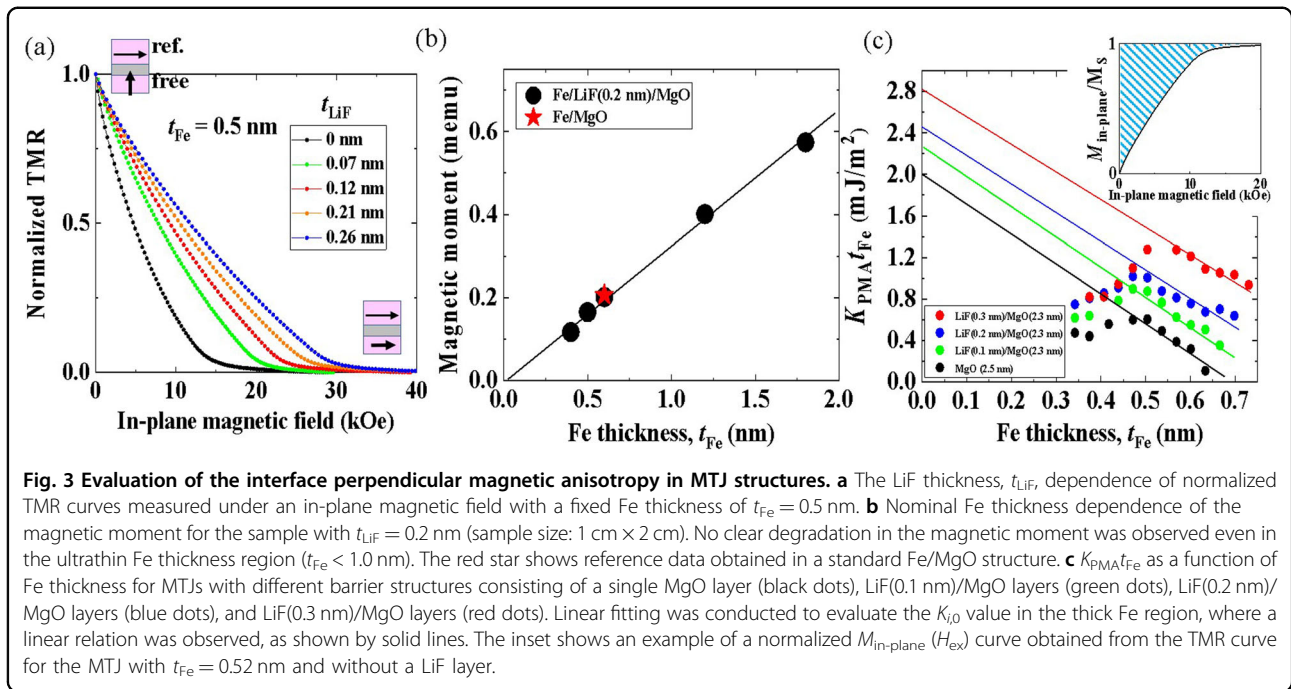 (a)
ref.
free
t_LiF
t_Fe = 0.5 nm
0 nm
0.07 nm
0.12 nm
0.21 nm
0.26 nm
Normalized TMR
1.0
0.5
0.0
0 10 20 30 40
In-plane magnetic field (kOe)
(b)
Fe/LiF(0.2 nm)/MgO
Fe/MgO
Magnetic moment (memu)
0.6
0.4
0.2
0.0
0.0 0.5 1.0 1.5 2.0
Fe thickness, t_Fe (nm)
(c)
K_PMA t_Fe (mJ/m²)
2.8
2.4
2.0
1.6
1.2
0.8
0.4
0.0
LiF(0.3 nm)/MgO(2.3 nm)
LiF(0.2 nm)/MgO(2.3 nm)
LiF(0.1 nm)/MgO(2.3 nm)
MgO (2.5 nm)
0.0 0.1 0.2 0.3 0.4 0.5 0.6 0.7
Fe thickness, t_Fe (nm)
M_in-plane/M_S
1
0
0 10 20
In-plane magnetic field (kOe)
Fig. 3 Evaluation of the interface perpendicular magnetic anisotropy in MTJ structures. a The LiF thickness, t_LiF, dependence of normalized
TMR curves measured under an in-plane magnetic field with a fixed Fe thickness of t_Fe = 0.5 nm. b Nominal Fe thickness dependence of the
magnetic moment for the sample with t_LiF = 0.2 nm (sample size: 1 cm × 2 cm). No clear degradation in the magnetic moment was observed even in
the ultrathin Fe thickness region (t_Fe < 1.0 nm). The red star shows reference data obtained in a standard Fe/MgO structure. c K_PMA t_Fe as a function of
Fe thickness for MTJs with different barrier structures consisting of a single MgO layer (black dots), LiF(0.1 nm)/MgO layers (green dots), LiF(0.2 nm)/
MgO layers (blue dots), and LiF(0.3 nm)/MgO layers (red dots). Linear fitting was conducted to evaluate the K_i,0 value in the thick Fe region, where a
linear relation was observed, as shown by solid lines. The inset shows an example of a normalized M_in-plane (H_ex) curve obtained from the TMR curve
for the MTJ with t_Fe = 0.52 nm and without a LiF layer.